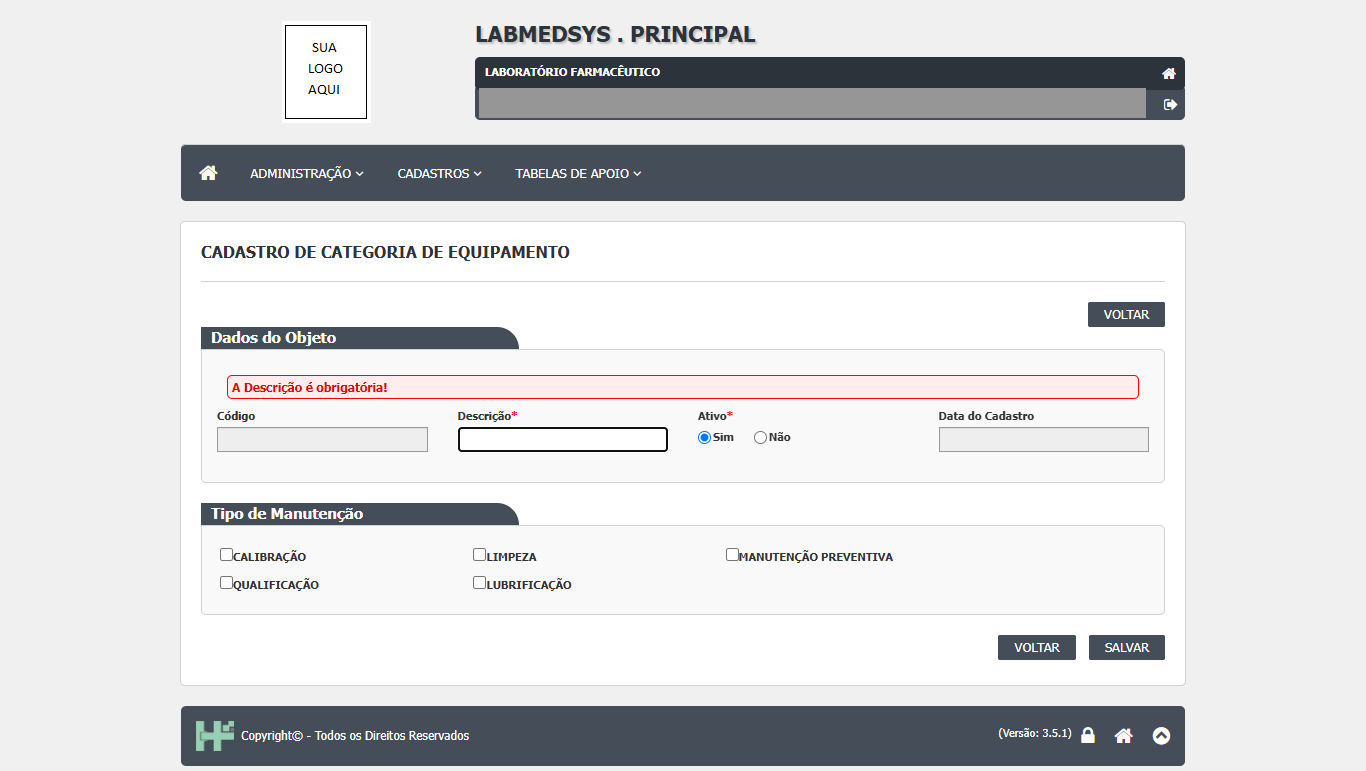 SUA
LOGO
AQUI
LABMEDSYS . PRINCIPAL
LABORATÓRIO FARMACÊUTICO
ADMINISTRAÇÃO CADASTROS TABELAS DE APOIO
CADASTRO DE CATEGORIA DE EQUIPAMENTO
VOLTAR
Dados do Objeto
A Descrição é obrigatória!
Código Descrição* Ativo* Data do Cadastro
Sim Não
Tipo de Manutenção
CALIBRAÇÃO LIMPEZA MANUTENÇÃO PREVENTIVA
QUALIFICAÇÃO LUBRIFICAÇÃO
VOLTAR SALVAR
Copyright© - Todos os Direitos Reservados (Versão: 3.5.1)